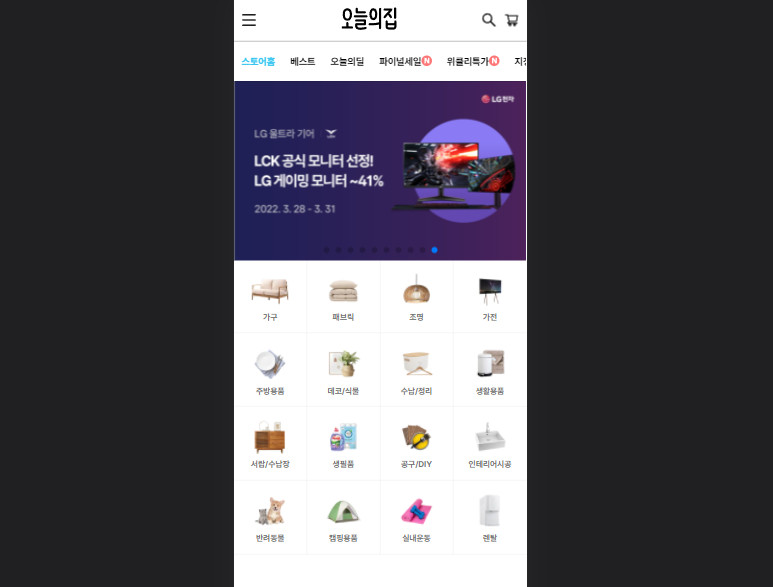 오늘의집
스토어홈 베스트 오늘의딜 파이널세일 N 위클리특가 N
LG전자
LG 울트라 기어
LCK 공식 모니터 선정!
LG 게이밍 모니터 ~41%
2022. 3. 28 - 3. 31
가구 패브릭 조명 가전
주방용품 데코/식물 수납/정리 생활용품
서랍/수납장 생필품 공구/DIY 인테리어시공
반려동물 캠핑용품 실내운동 렌탈